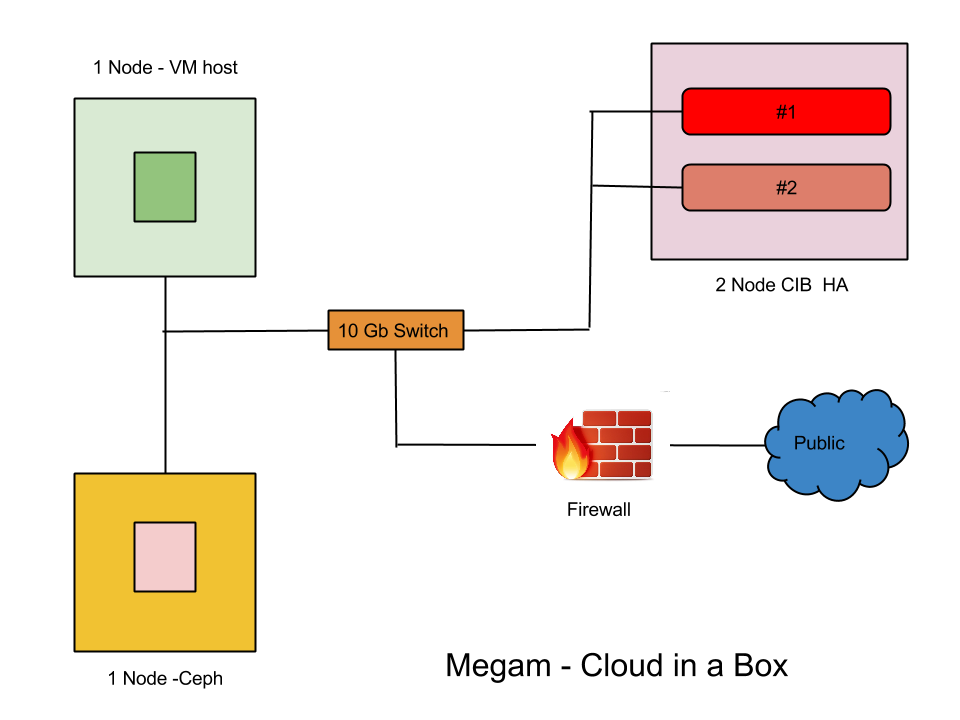 1 Node - VM host
#1
#2
2 Node CIB  HA
10 Gb Switch
Public
Firewall
1 Node -Ceph
Megam - Cloud in a Box